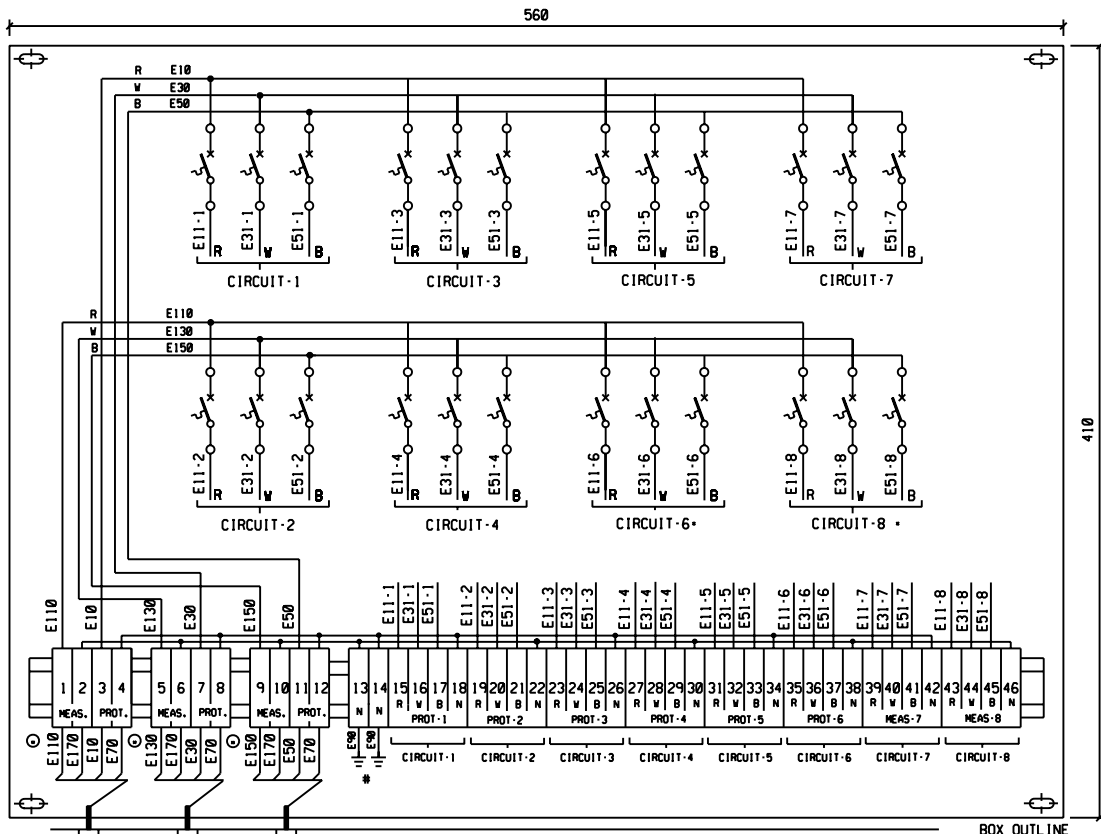 560
R E10
W E30
B E50
E11-1 R E31-1 W E51-1 B E11-3 R E31-3 W E51-3 B E11-5 R E31-5 W E51-5 B E11-7 R E31-7 W E51-7 B
CIRCUIT-1 CIRCUIT-3 CIRCUIT-5 CIRCUIT-7
R E110
W E130
B E150
410
E11-2 R E31-2 W E51-2 B E11-4 R E31-4 W E51-4 B E11-6 R E31-6 W E51-6 B E11-8 R E31-8 W E51-8 B
CIRCUIT-2 CIRCUIT-4 CIRCUIT-6* CIRCUIT-8 *
E110 E10 E130 E30 E150 E50 E11-1 E31-1 E51-1 E11-2 E31-2 E51-2 E11-3 E31-3 E51-3 E11-4 E31-4 E51-4 E11-5 E31-5 E51-5 E11-6 E31-6 E51-6 E11-7 E31-7 E51-7 E11-8 E31-8 E51-8
1 2 3 4 5 6 7 8 9 10 11 12 13 14 15 16 17 18 19 20 21 22 23 24 25 26 27 28 29 30 31 32 33 34 35 36 37 38 39 40 41 42 43 44 45 46
N N R W B N R W B N R W B N R W B N R W B N R W B N R W B N R W B N
MEAS. PROT. MEAS. PROT. MEAS. PROT. PROT-1 PROT-2 PROT-3 PROT-4 PROT-5 PROT-6 MEAS-7 MEAS-8
E110 E170 E10 E70 E130 E170 E30 E70 E150 E170 E50 E70 E90 E90
CIRCUIT-1 CIRCUIT-2 CIRCUIT-3 CIRCUIT-4 CIRCUIT-5 CIRCUIT-6 CIRCUIT-7 CIRCUIT-8
#
BOX OUTLINE